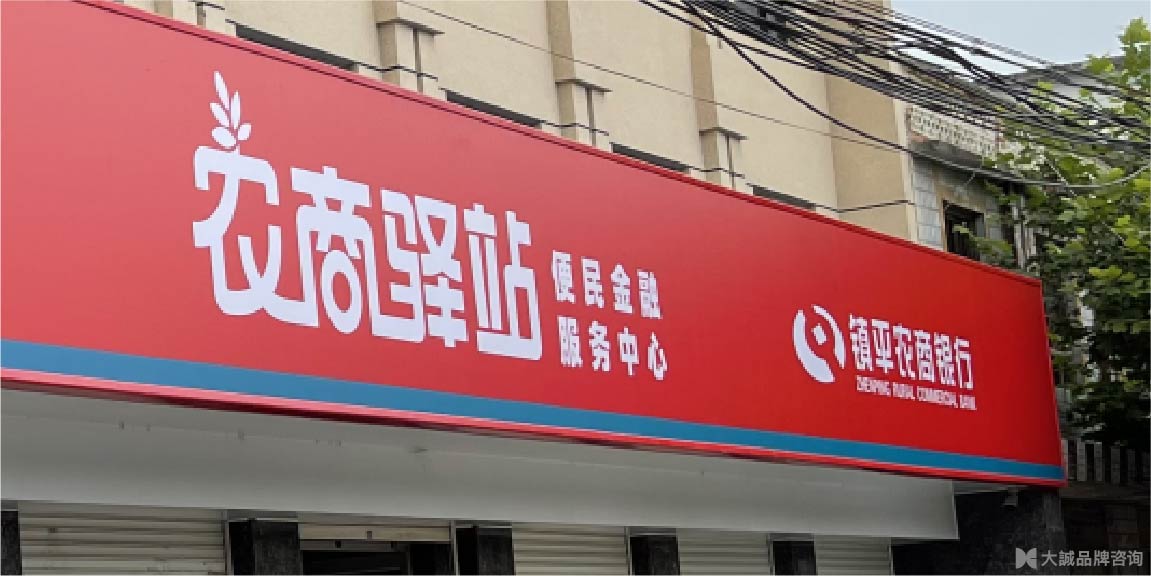 农商驿站
便民金融
服务中心
镇平农商银行
ZHENPING RURAL COMMERCIAL BANK
大誠品牌咨询